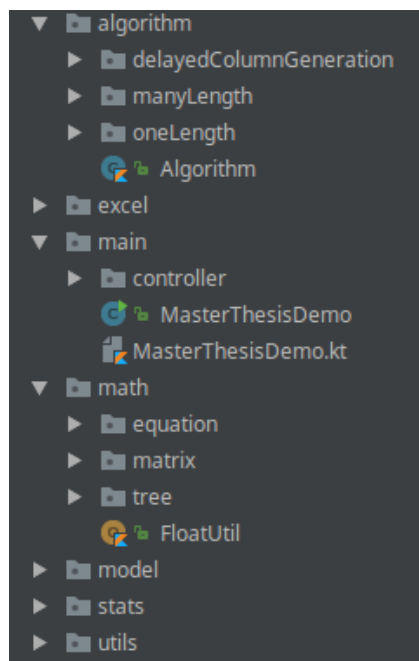 algorithm
delayedColumnGeneration
manyLength
oneLength
Algorithm
excel
main
controller
MasterThesisDemo
MasterThesisDemo.kt
math
equation
matrix
tree
FloatUtil
model
stats
utils